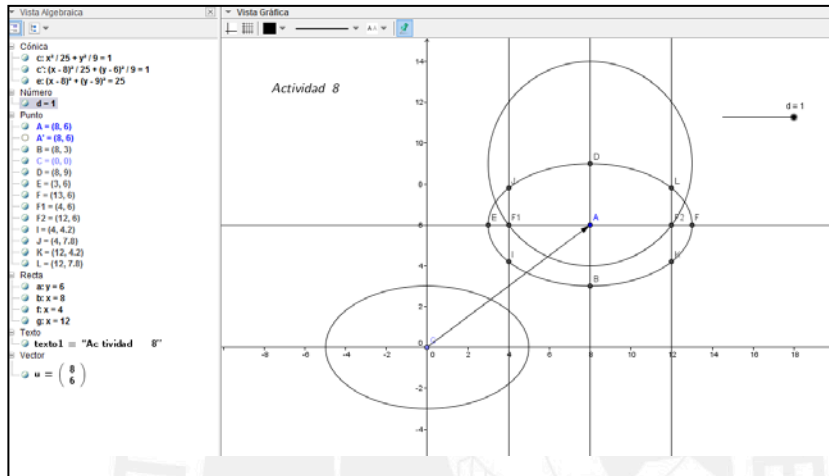 Vista Algebraica
Cónica
c: x² / 25 + y² / 9 = 1
c': (x - 8)² / 25 + (y - 6)² / 9 = 1
e: (x - 8)² + (y - 9)² = 25
Número
d = 1
Punto
A = (8, 6)
A' = (8, 6)
B = (8, 3)
C = (0, 0)
D = (8, 9)
E = (3, 6)
F = (13, 6)
F1 = (4, 6)
F2 = (12, 6)
I = (4, 4.2)
J = (4, 7.8)
K = (12, 4.2)
L = (12, 7.8)
Recta
a: y = 6
b: x = 8
f: x = 4
g: x = 12
Texto
texto1 = “Ac tividad 8”
Vector
u = ( 8 6 )
Vista Gráfica
Actividad 8
d = 1
14
12
10
8
6
4
2
0
-2
-4
-8 -6 -4 -2 0 2 4 6 8 10 12 14 16 18
D
J L
E F1 A F2 F
I K
B
C